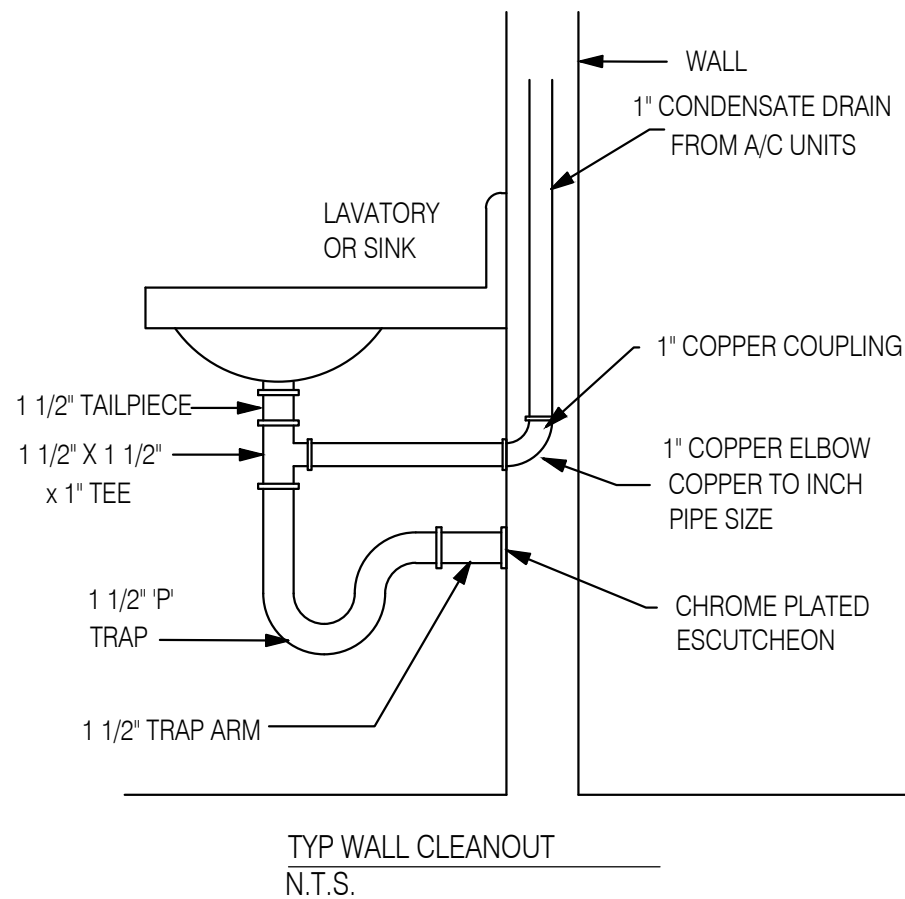 WALL
1" CONDENSATE DRAIN
FROM A/C UNITS
LAVATORY
OR SINK
1" COPPER COUPLING
1 1/2" TAILPIECE
1 1/2" X 1 1/2"
x 1" TEE
1" COPPER ELBOW
COPPER TO INCH
PIPE SIZE
1 1/2" 'P'
TRAP
CHROME PLATED
ESCUTCHEON
1 1/2" TRAP ARM
TYP WALL CLEANOUT
N.T.S.